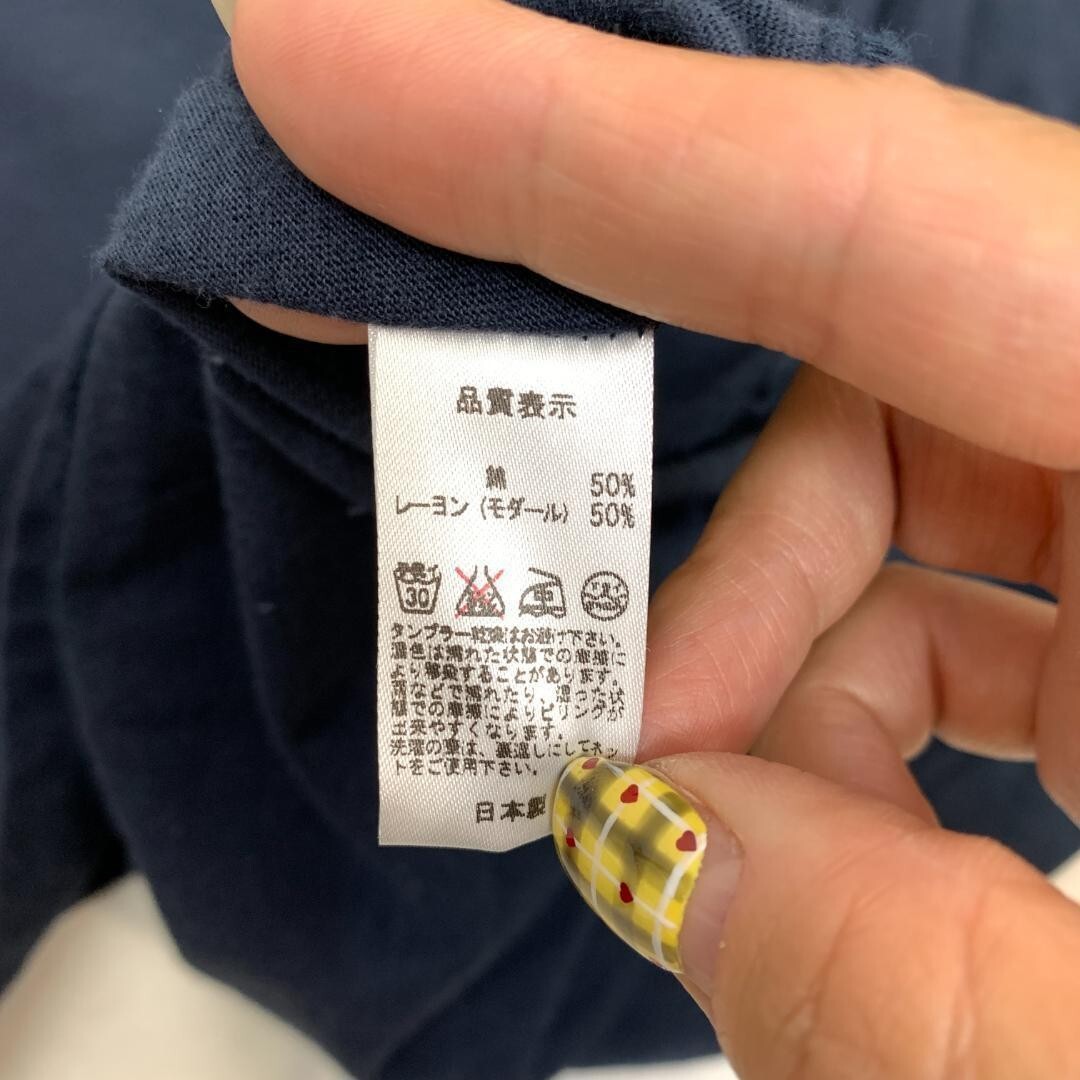 品質表示
綿 50%
レーヨン (モダール) 50%
30
タンブラー乾燥はお避け下さい。
濃色は濡れた状態での摩擦に
より移染することがあります。
雨などで濡れたり、湿った状
態での摩擦によりピリングが
出来やすくなります。
洗濯の事は、裏返しにしてネッ
トをご使用下さい。
日本製